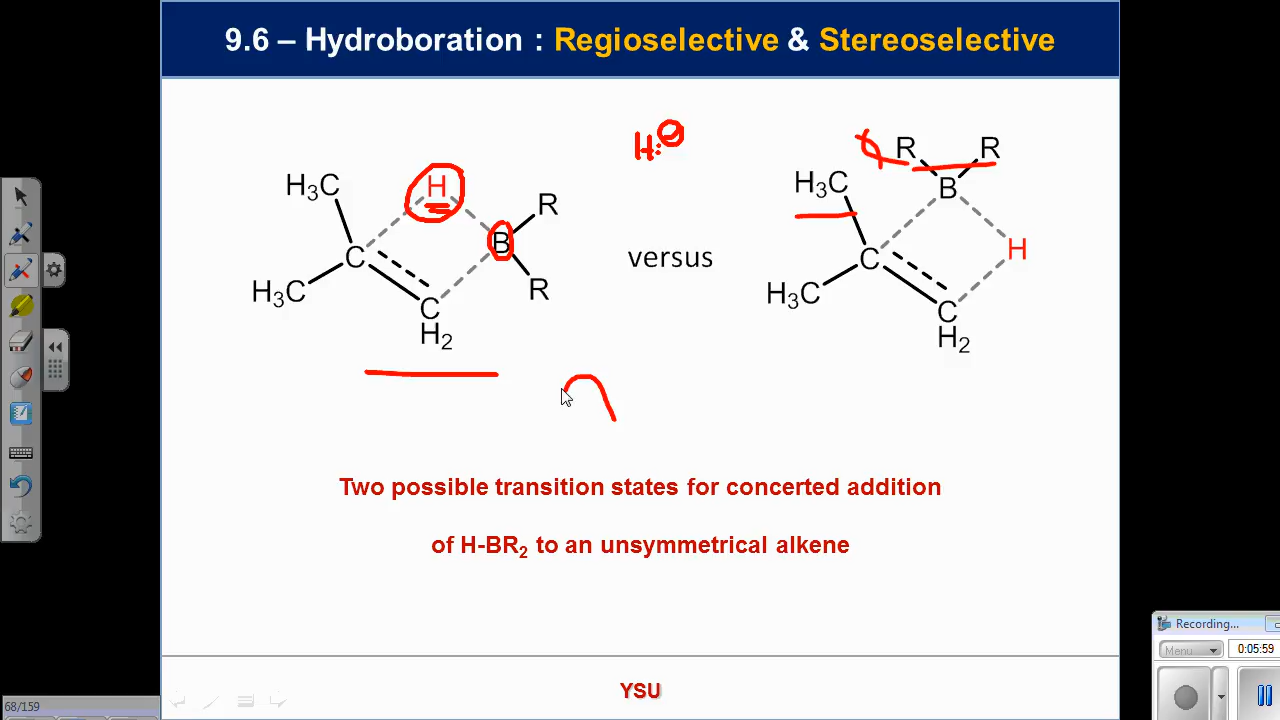 9.6 – Hydroboration : Regioselective & Stereoselective
H:⊖
H₃C
H
R
B
C
R
H₃C
C
H₂
versus
R
R
H₃C
B
H
C
H₃C
C
H₂
Two possible transition states for concerted addition
of H-BR₂ to an unsymmetrical alkene
YSU
68/159
Recording...
Menu
0:05:59